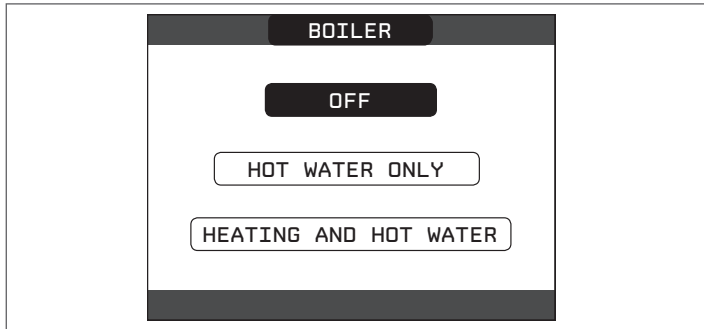 BOILER
OFF
HOT WATER ONLY
HEATING AND HOT WATER